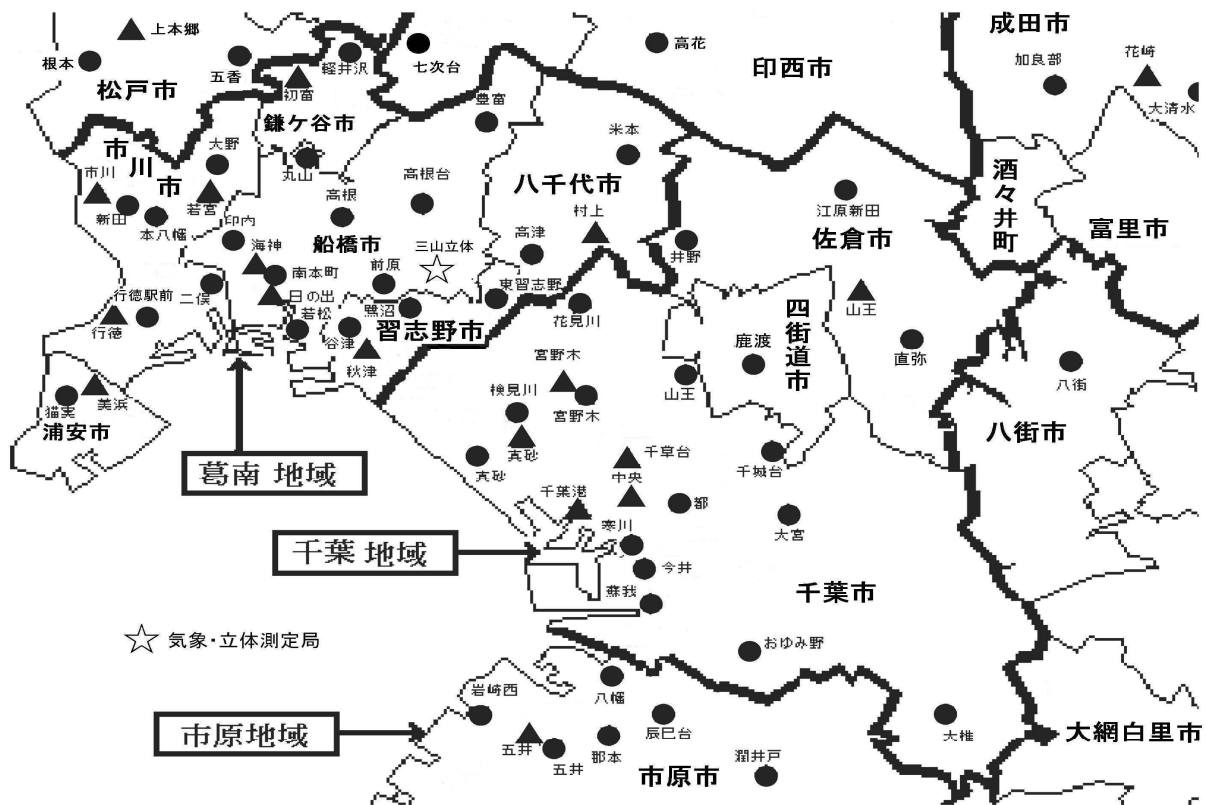 上本郷
根本
松戸市
五香
初富
軽井沢
七次台
高花
印西市
成田市
加良部
花崎
大清水
豊富
鎌ケ谷市
丸山
市川市
大野
市川
新田
本八幡
若宮
印内
海神
南本町
日の出
若松
二俣
行徳駅前
行徳
猫実
美浜
浦安市
高根
高根台
船橋市
三山立体
前原
八千代市
米本
村上
高津
東習志野
井野
江原新田
佐倉市
酒々井町
富里市
鷺沼
習志野市
谷津
秋津
花見川
宮野木
宮野木
検見川
真砂
真砂
山王
鹿渡
四街道市
山王
直弥
八街
八街市
葛南 地域
千草台
中央
千葉港
寒川
都
千城台
大宮
今井
蘇我
千葉 地域
千葉市
おゆみ野
気象・立体測定局
岩崎西
八幡
辰巳台
五井
五井
郡本
潤井戸
市原市
市原地域
大椎
大網白里市